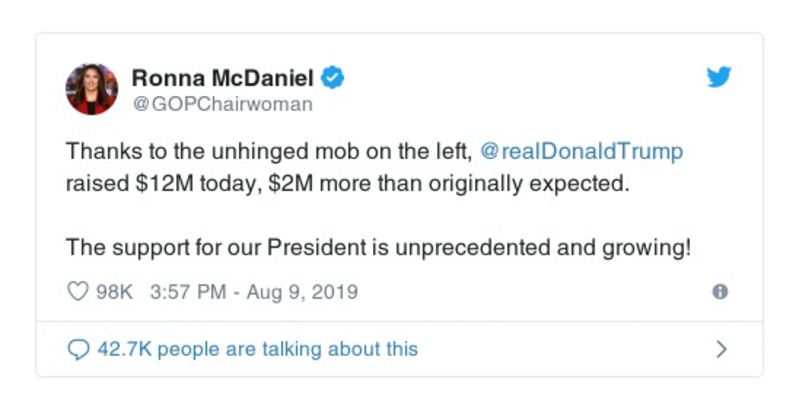 Ronna McDaniel
@GOPChairwoman
Thanks to the unhinged mob on the left, @realDonaldTrump
raised $12M today, $2M more than originally expected.
The support for our President is unprecedented and growing!
98K 3:57 PM - Aug 9, 2019
42.7K people are talking about this